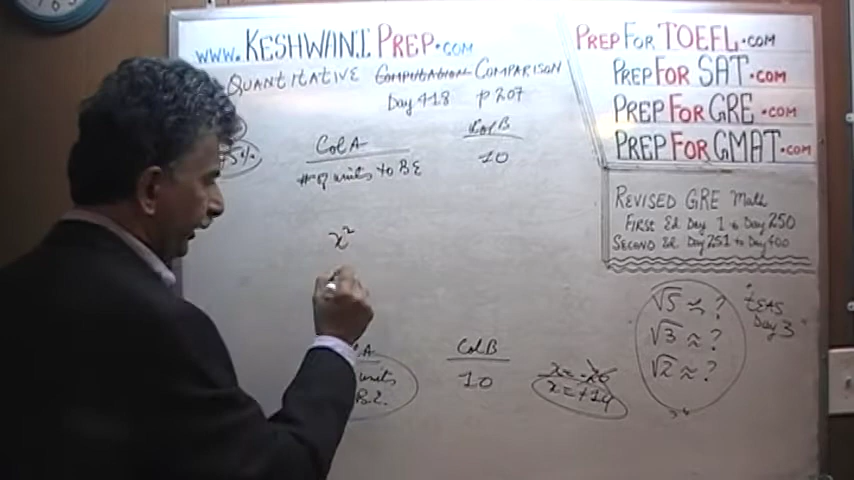 www.KESHWANI PREP.COM
QUANTITATIVE COMPUTATION COMPARISON
Day 418 p207
Col A
# of units to B.E
Col B
10
x²
Col B
10
units
B.E.
x = +14
PREP FOR TOEFL.COM
PREP FOR SAT.COM
PREP FOR GRE.COM
PREP FOR GMAT.COM
REVISED GRE Math
FIRST Ed Day 1 to Day 250
SECOND Ed Day 251 to Day 400
√5 ≈ ?
√3 ≈ ?
√2 ≈ ?
"TEAS
Day 3"